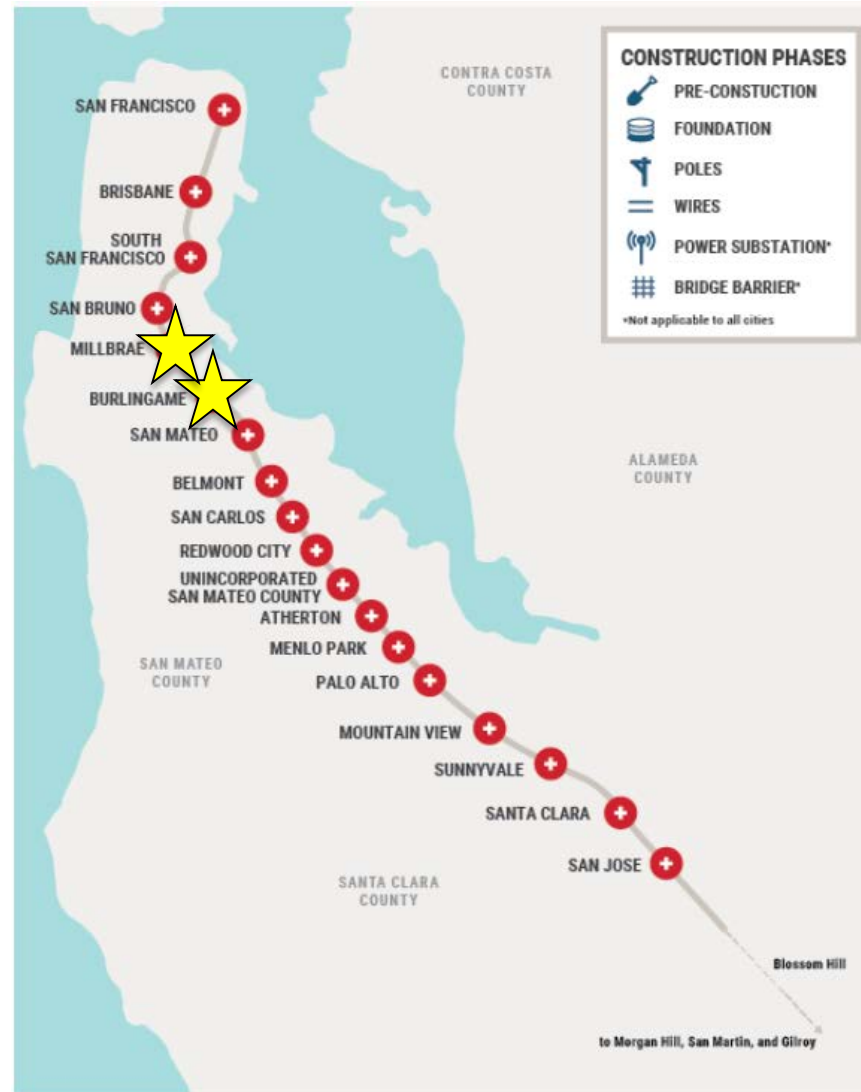 CONTRA COSTA
COUNTY
CONSTRUCTION PHASES
PRE-CONSTUCTION
FOUNDATION
POLES
WIRES
POWER SUBSTATION*
BRIDGE BARRIER*
*Not applicable to all cities
SAN FRANCISCO
BRISBANE
SOUTH
SAN FRANCISCO
SAN BRUNO
MILLBRAE
BURLINGAME
SAN MATEO
BELMONT
SAN CARLOS
REDWOOD CITY
UNINCORPORATED
SAN MATEO COUNTY
ATHERTON
MENLO PARK
PALO ALTO
MOUNTAIN VIEW
SUNNYVALE
SANTA CLARA
SAN JOSE
ALAMEDA
COUNTY
SAN MATEO
COUNTY
SANTA CLARA
COUNTY
Blossom Hill
to Morgan Hill, San Martin, and Gilroy